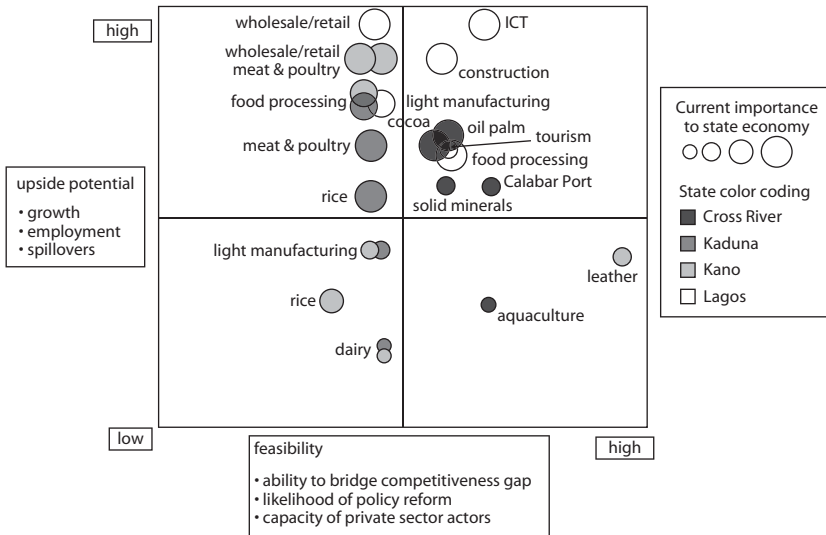 high
wholesale/retail
ICT
wholesale/retail
meat & poultry
construction
food processing
light manufacturing
cocoa
oil palm
tourism
meat & poultry
food processing
rice
Calabar Port
solid minerals
light manufacturing
leather
rice
aquaculture
dairy
upside potential
• growth
• employment
• spillovers
Current importance
to state economy
State color coding
Cross River
Kaduna
Kano
Lagos
low
feasibility
• ability to bridge competitiveness gap
• likelihood of policy reform
• capacity of private sector actors
high